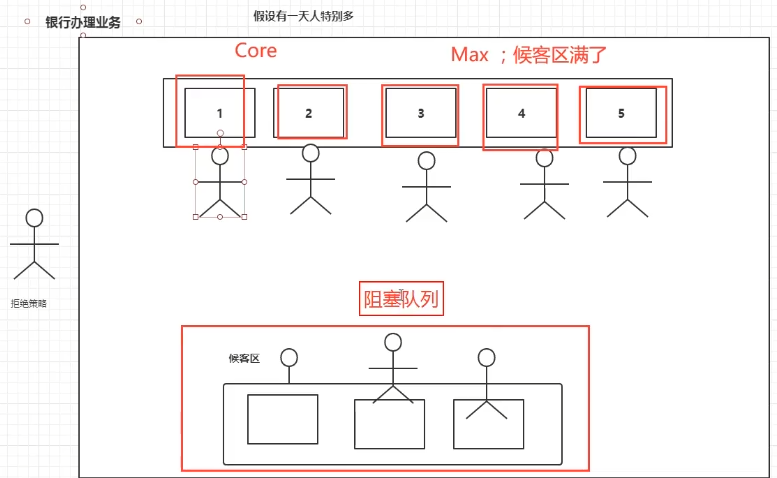 银行办理业务
假设有一天人特别多
Core
Max ；候客区满了
1
2
3
4
5
拒绝策略
阻塞队列
候客区